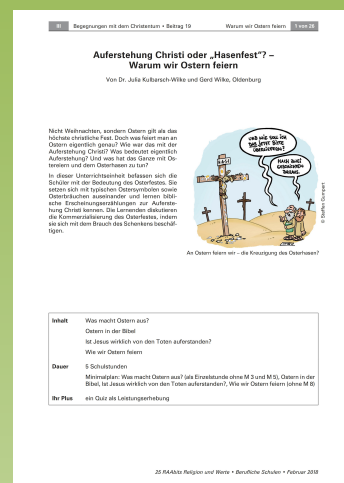 III Begegnungen mit dem Christentum • Beitrag 19 Warum wir Ostern feiern 1 von 26
Auferstehung Christi oder „Hasenfest“? –
Warum wir Ostern feiern
Von Dr. Julia Kulbarsch-Wilke und Gerd Wilke, Oldenburg
Nicht Weihnachten, sondern Ostern gilt als das
höchste christliche Fest. Doch was feiert man an
Ostern eigentlich genau? Wie war das mit der
Auferstehung Christi? Was bedeutet eigentlich
Auferstehung? Und was hat das Ganze mit Os-
tereiern und dem Osterhasen zu tun?
In dieser Unterrichtseinheit befassen sich die
Schüler mit der Bedeutung des Osterfestes. Sie
setzen sich mit typischen Ostersymbolen sowie
Osterbräuchen auseinander und lernen bibli-
sche Erscheinungserzählungen zur Auferste-
hung Christi kennen. Die Lernenden diskutieren
die Kommerzialisierung des Osterfestes, indem
sie sich mit dem Brauch des Schenkens beschäf-
tigen.
UND WIE SOLL ICH
DAS JETZT BITTE
ÜBERLIEFERN?
NACH ZWEI
DARAUS.
© Steffen Gumpert
An Ostern feiern wir – die Kreuzigung des Osterhasen?
Inhalt Was macht Ostern aus?
Ostern in der Bibel
Ist Jesus wirklich von den Toten auferstanden?
Wie wir Ostern feiern
Dauer 5 Schulstunden
Minimalplan: Was macht Ostern aus? (als Einzelstunde ohne M 3 und M 5), Ostern in der
Bibel, Ist Jesus wirklich von den Toten auferstanden?, Wie wir Ostern feiern (ohne M 8)
Ihr Plus ein Quiz als Leistungserhebung
25 RAAbits Religion und Werte • Berufliche Schulen • Februar 2018